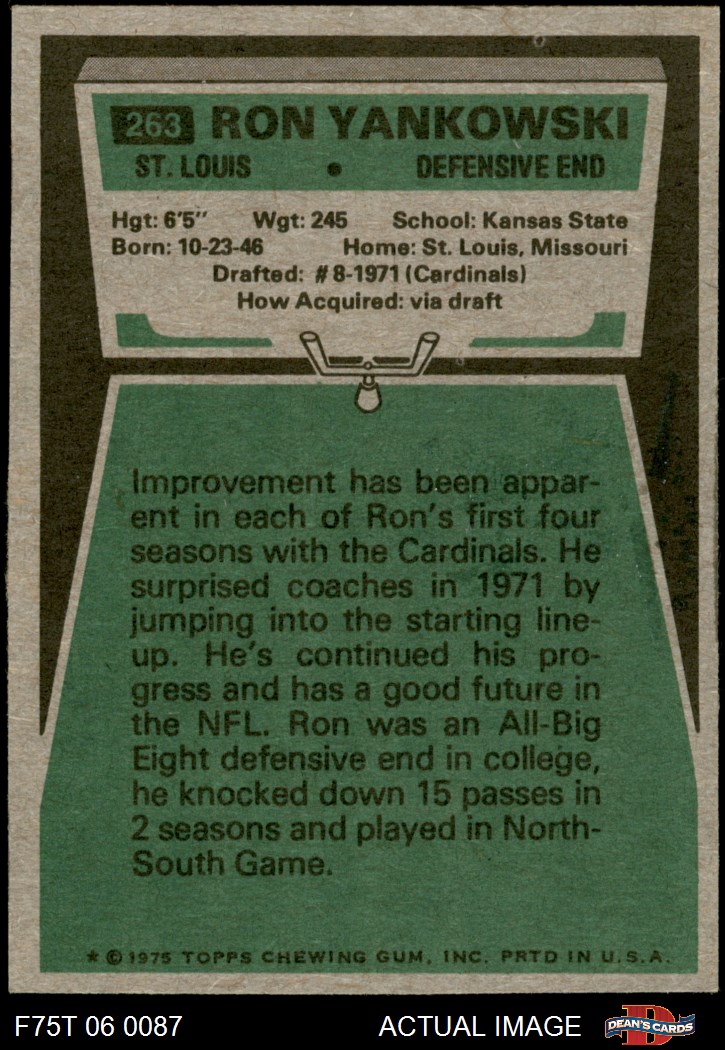 263 RON YANKOWSKI
ST. LOUIS • DEFENSIVE END
Hgt: 6'5" Wgt: 245 School: Kansas State
Born: 10-23-46 Home: St. Louis, Missouri
Drafted: #8-1971 (Cardinals)
How Acquired: via draft
Improvement has been appar-
ent in each of Ron's first four
seasons with the Cardinals. He
surprised coaches in 1971 by
jumping into the starting line-
up. He's continued his pro-
gress and has a good future in
the NFL. Ron was an All-Big
Eight defensive end in college,
he knocked down 15 passes in
2 seasons and played in North-
South Game.
* © 1975 TOPPS CHEWING GUM, INC. PRTD IN U.S.A.
F75T 06 0087 ACTUAL IMAGE D DEAN'S CARDS